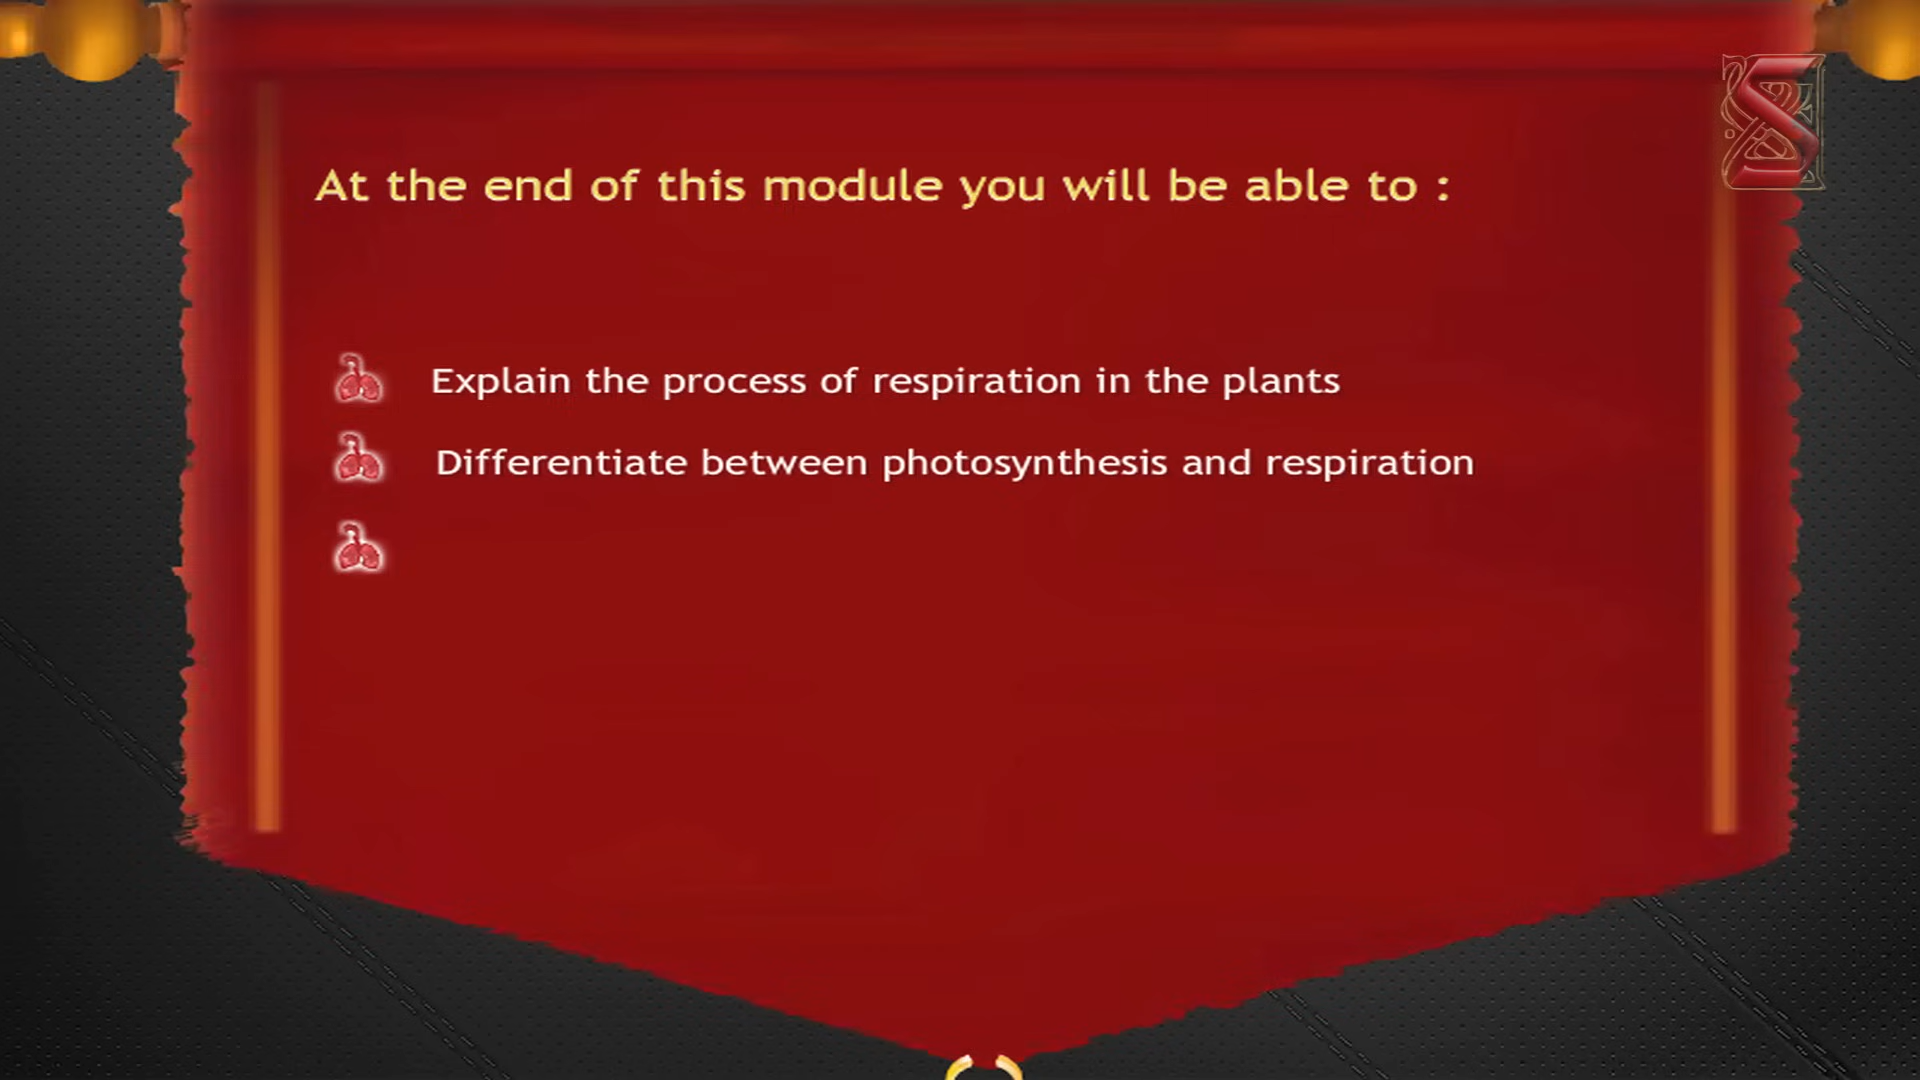 At the end of this module you will be able to :
Explain the process of respiration in the plants
Differentiate between photosynthesis and respiration